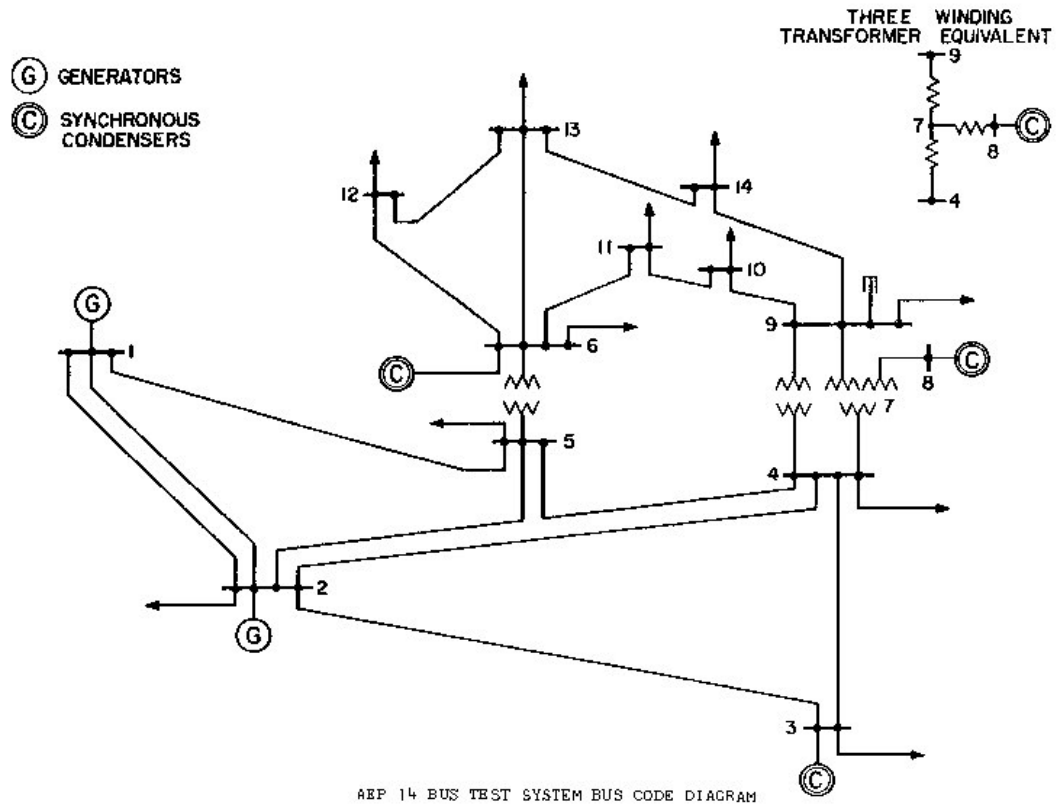 THREE WINDING
TRANSFORMER EQUIVALENT
9
7
C
8
4
G GENERATORS
C SYNCHRONOUS
CONDENSERS
13
12
14
11
10
G
1
9
6
C
8
C
7
5
4
2
G
3
C
AEP 14 BUS TEST SYSTEM BUS CODE DIAGRAM